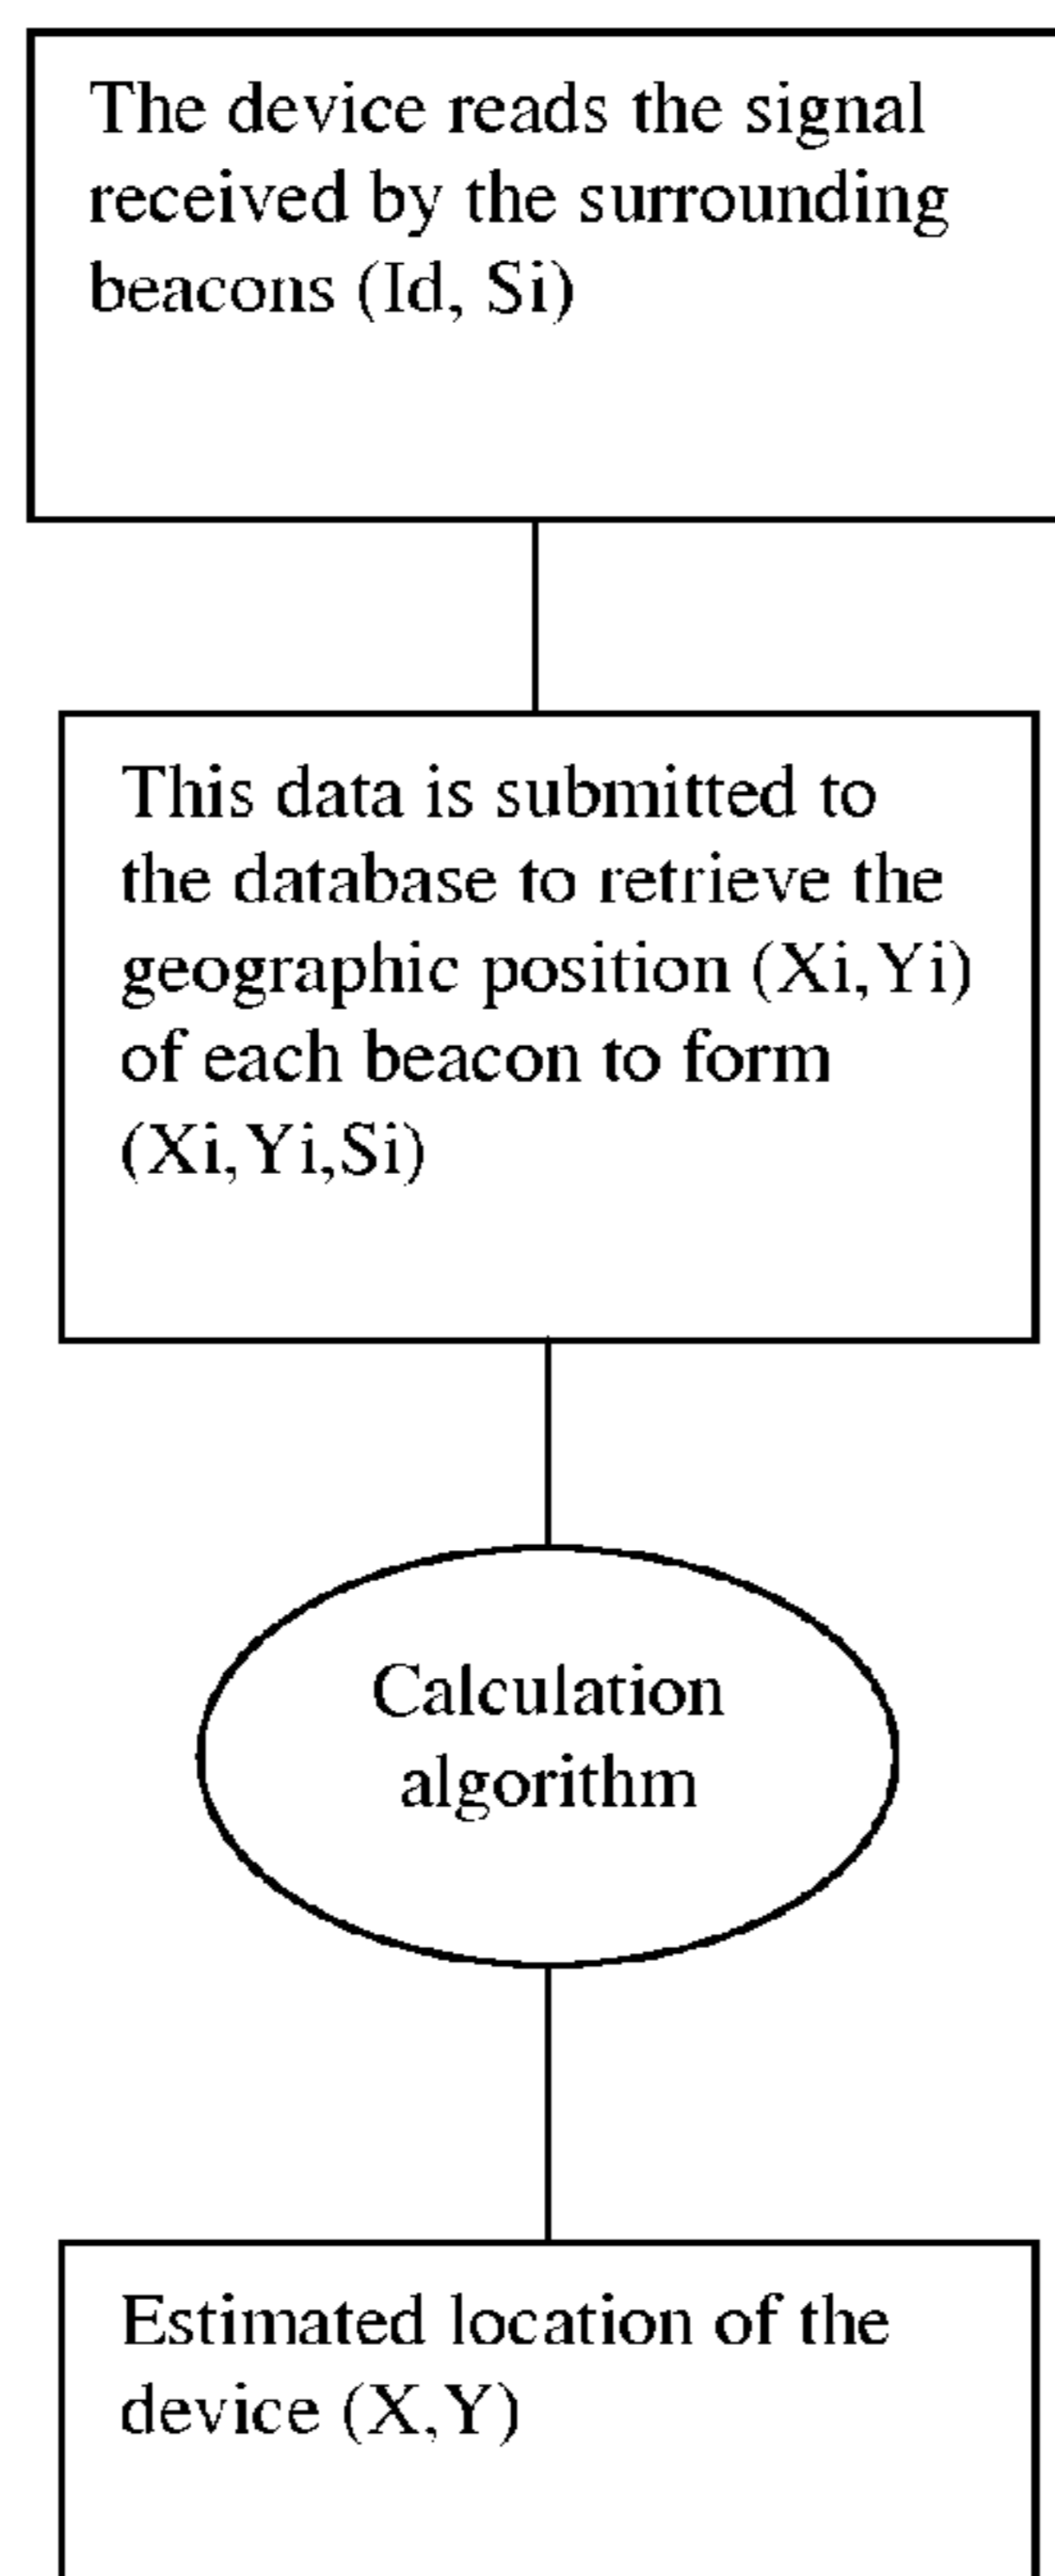 The device reads the signal
received by the surrounding
beacons (Id, Si)
This data is submitted to
the database to retrieve the
geographic position (Xi,Yi)
of each beacon to form
(Xi,Yi,Si)
Calculation
algorithm
Estimated location of the
device (X,Y)